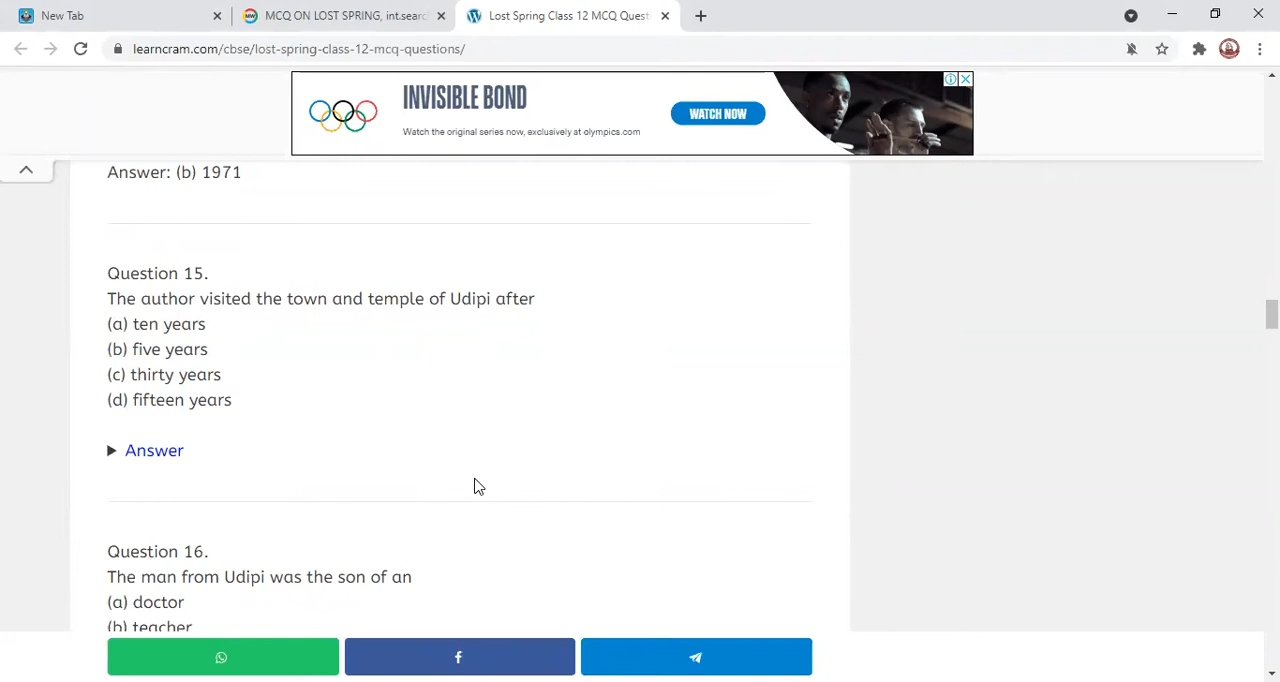 New Tab
MCQ ON LOST SPRING, int.searc
Lost Spring Class 12 MCQ Quest
learncram.com/cbse/lost-spring-class-12-mcq-questions/
INVISIBLE BOND
Watch the original series now, exclusively at olympics.com
WATCH NOW
Answer: (b) 1971
Question 15.
The author visited the town and temple of Udipi after
(a) ten years
(b) five years
(c) thirty years
(d) fifteen years
Answer
Question 16.
The man from Udipi was the son of an
(a) doctor
(b) teacher